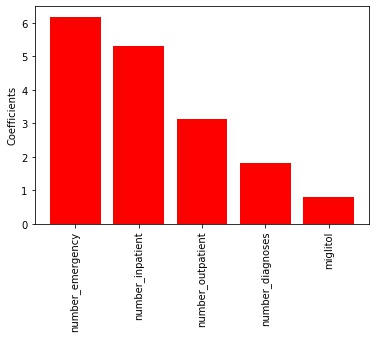 6
5
4
3
2
1
0
Coefficients
number_emergency
number_inpatient
number_outpatient
number_diagnoses
miglitol